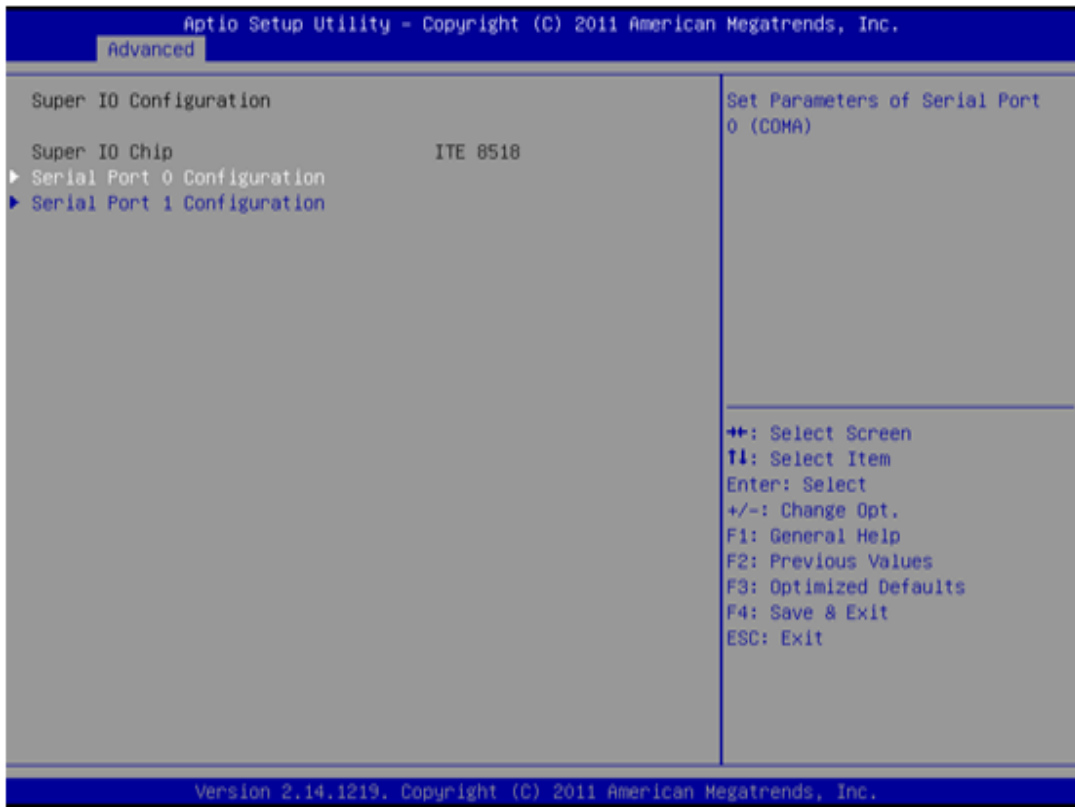 Aptio Setup Utility – Copyright (C) 2011 American Megatrends, Inc.
Advanced
Super IO Configuration
Super IO Chip ITE 8518
▶ Serial Port 0 Configuration
▶ Serial Port 1 Configuration
Set Parameters of Serial Port
0 (COMA)
→←: Select Screen
↑↓: Select Item
Enter: Select
+/-: Change Opt.
F1: General Help
F2: Previous Values
F3: Optimized Defaults
F4: Save & Exit
ESC: Exit
Version 2.14.1219. Copyright (C) 2011 American Megatrends, Inc.